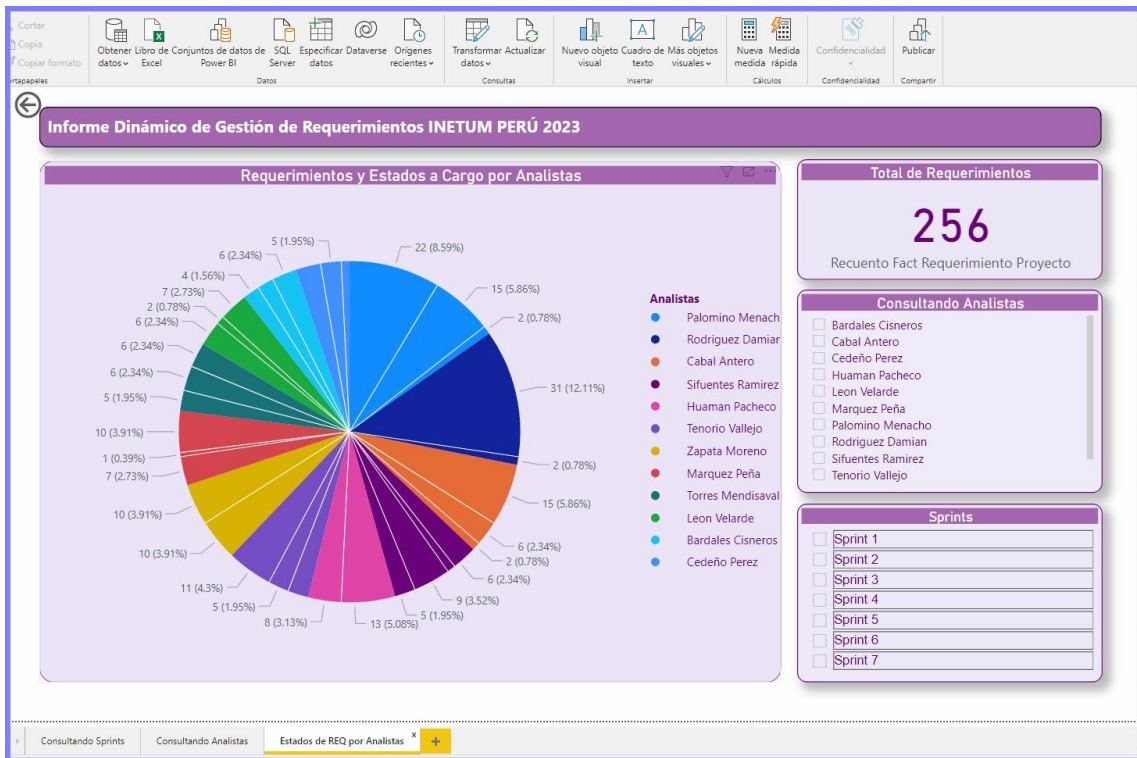 Cortar
Copia
Copiar formato
Obtener datos
Libro de Excel
Conjuntos de datos de Power BI
SQL Server
Especificar datos
Dataverse
Orígenes recientes
Transformar datos
Actualizar
Nuevo objeto visual
Cuadro de texto
Más objetos visuales
Nueva medida
Medida rápida
Confidencialidad
Publicar
rtapapeles
Datos
Consultas
Insertar
Cálculos
Confidencialidad
Compartir
Informe Dinámico de Gestión de Requerimientos INETUM PERÚ 2023
Requerimientos y Estados a Cargo por Analistas
22 (8.59%)
15 (5.86%)
2 (0.78%)
31 (12.11%)
2 (0.78%)
15 (5.86%)
6 (2.34%)
2 (0.78%)
6 (2.34%)
9 (3.52%)
5 (1.95%)
13 (5.08%)
8 (3.13%)
5 (1.95%)
11 (4.3%)
10 (3.91%)
10 (3.91%)
7 (2.73%)
1 (0.39%)
10 (3.91%)
5 (1.95%)
6 (2.34%)
6 (2.34%)
6 (2.34%)
2 (0.78%)
7 (2.73%)
4 (1.56%)
6 (2.34%)
5 (1.95%)
Analistas
Palomino Menach
Rodriguez Damian
Cabal Antero
Sifuentes Ramirez
Huaman Pacheco
Tenorio Vallejo
Zapata Moreno
Marquez Peña
Torres Mendisaval
Leon Velarde
Bardales Cisneros
Cedeño Perez
Total de Requerimientos
256
Recuento Fact Requerimiento Proyecto
Consultando Analistas
Bardales Cisneros
Cabal Antero
Cedeño Perez
Huaman Pacheco
Leon Velarde
Marquez Peña
Palomino Menacho
Rodriguez Damian
Sifuentes Ramirez
Tenorio Vallejo
Sprints
Sprint 1
Sprint 2
Sprint 3
Sprint 4
Sprint 5
Sprint 6
Sprint 7
Consultando Sprints
Consultando Analistas
Estados de REQ por Analistas
x
+